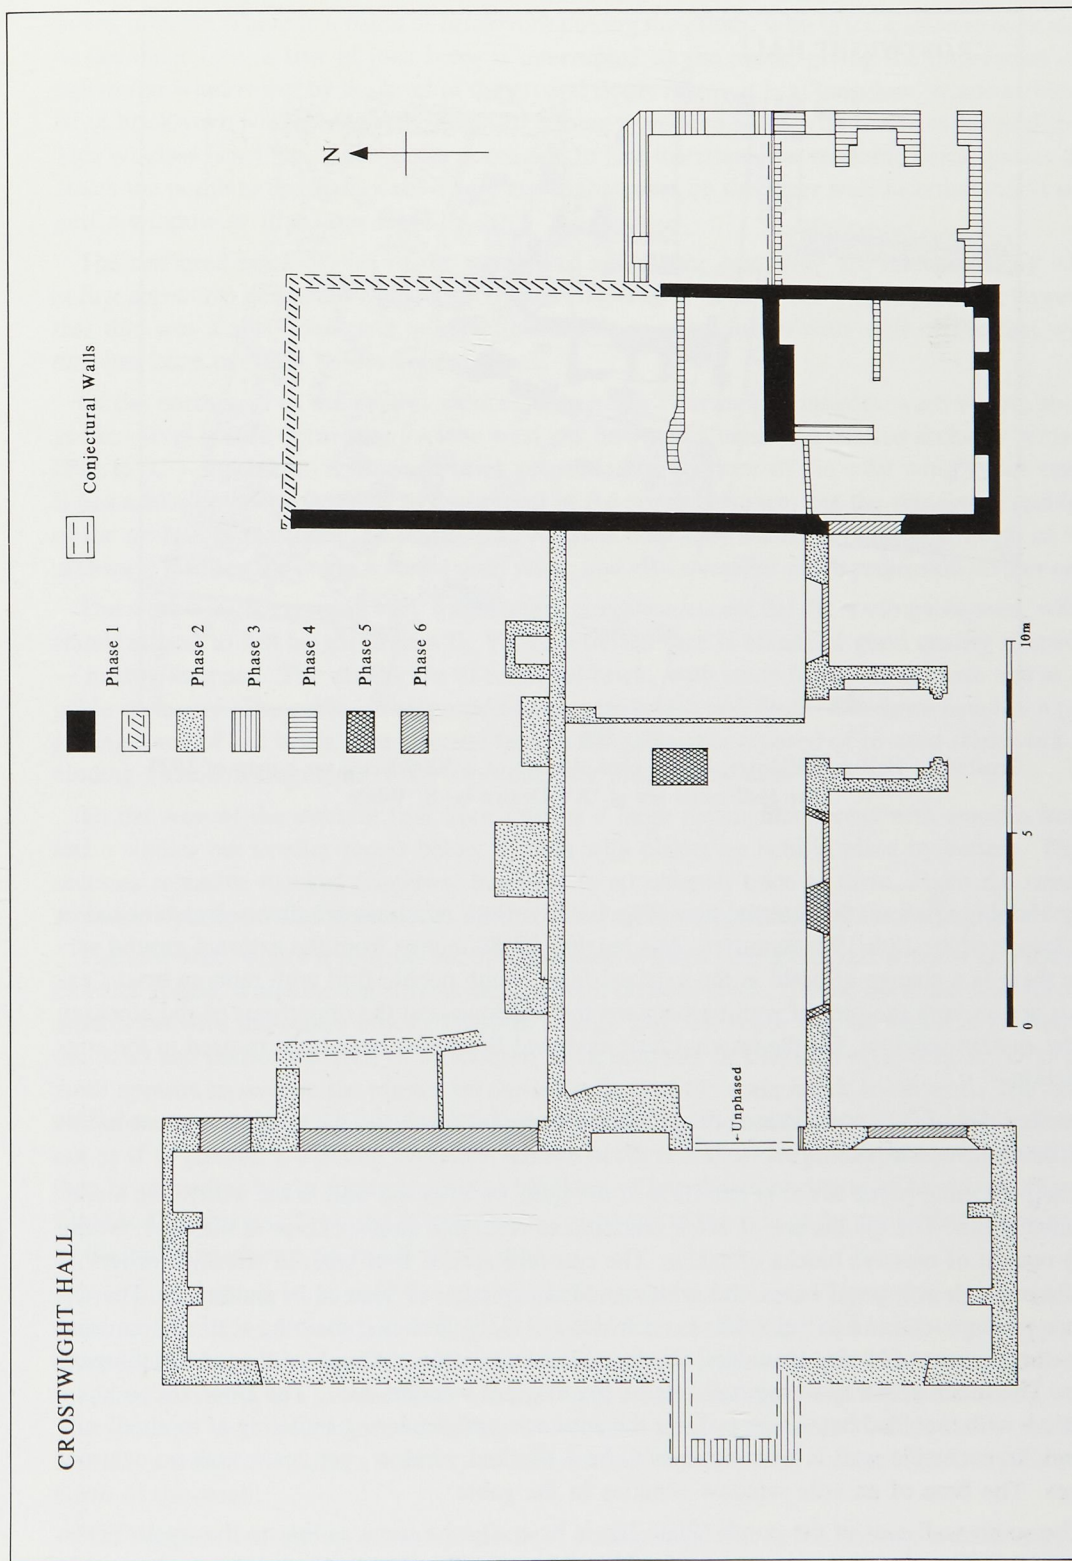 CROSTWIGHT HALL
Phase 1
Phase 2
Phase 3
Phase 4
Phase 5
Phase 6
Conjectural Walls
N
←Unphased
0
5
10m